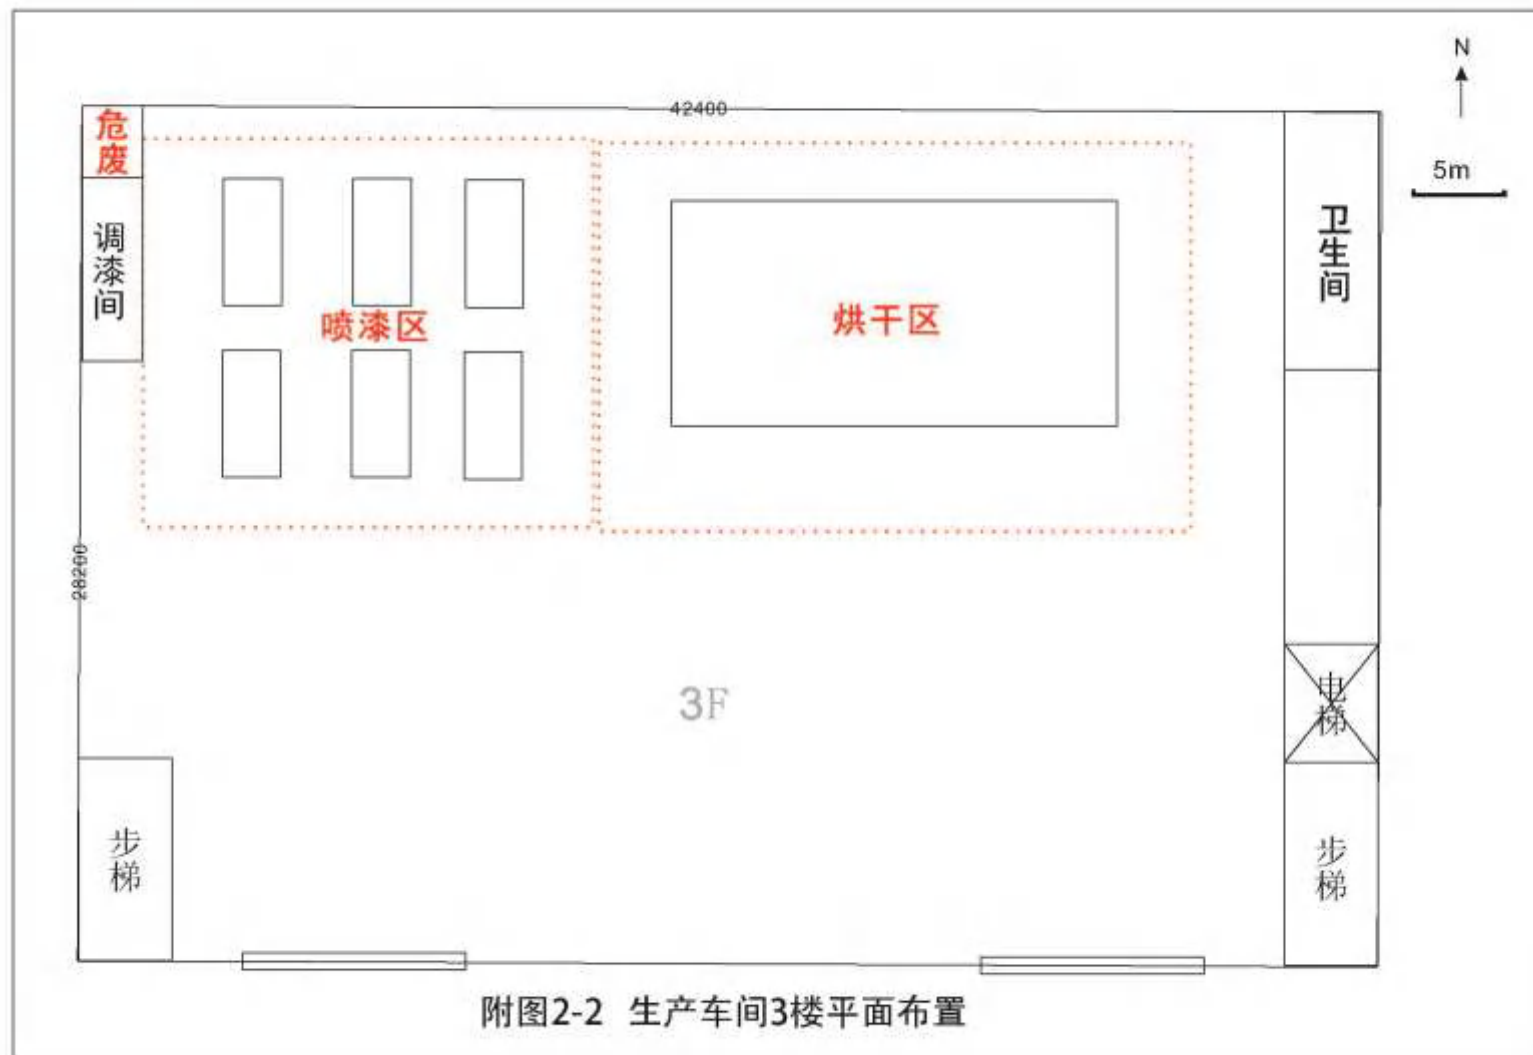 N
42400
5m
危废
调漆间
喷漆区
烘干区
卫生间
28200
3F
电梯
步梯
步梯
附图2-2 生产车间3楼平面布置